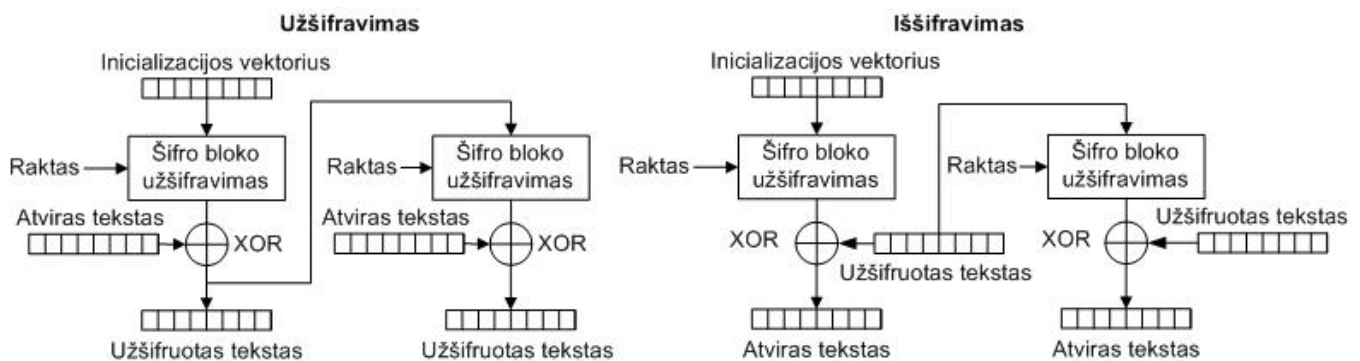 Užšifravimas
Inicializacijos vektorius
Raktas
Šifro bloko
užšifravimas
Raktas
Šifro bloko
užšifravimas
Atviras tekstas
XOR
Atviras tekstas
XOR
Užšifruotas tekstas
Užšifruotas tekstas
Iššifravimas
Inicializacijos vektorius
Raktas
Šifro bloko
užšifravimas
Raktas
Šifro bloko
užšifravimas
XOR
Užšifruotas tekstas
XOR
Užšifruotas tekstas
Atviras tekstas
Atviras tekstas